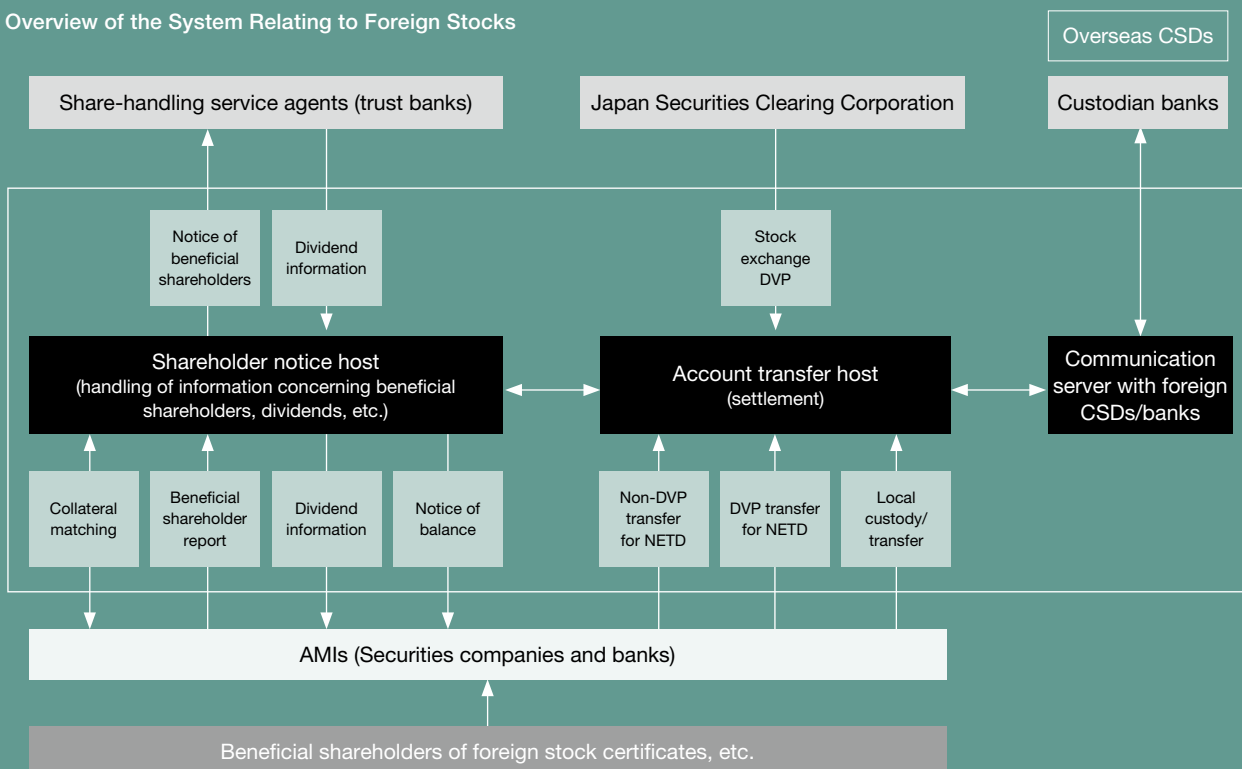 Overview of the System Relating to Foreign Stocks
Overseas CSDs
Share-handling service agents (trust banks)
Japan Securities Clearing Corporation
Custodian banks
Notice of
beneficial
shareholders
Dividend
information
Stock
exchange
DVP
Shareholder notice host
(handling of information concerning beneficial
shareholders, dividends, etc.)
Account transfer host
(settlement)
Communication
server with foreign
CSDs/banks
Collateral
matching
Beneficial
shareholder
report
Dividend
information
Notice of
balance
Non-DVP
transfer
for NETD
DVP transfer
for NETD
Local
custody/
transfer
AMIs (Securities companies and banks)
Beneficial shareholders of foreign stock certificates, etc.